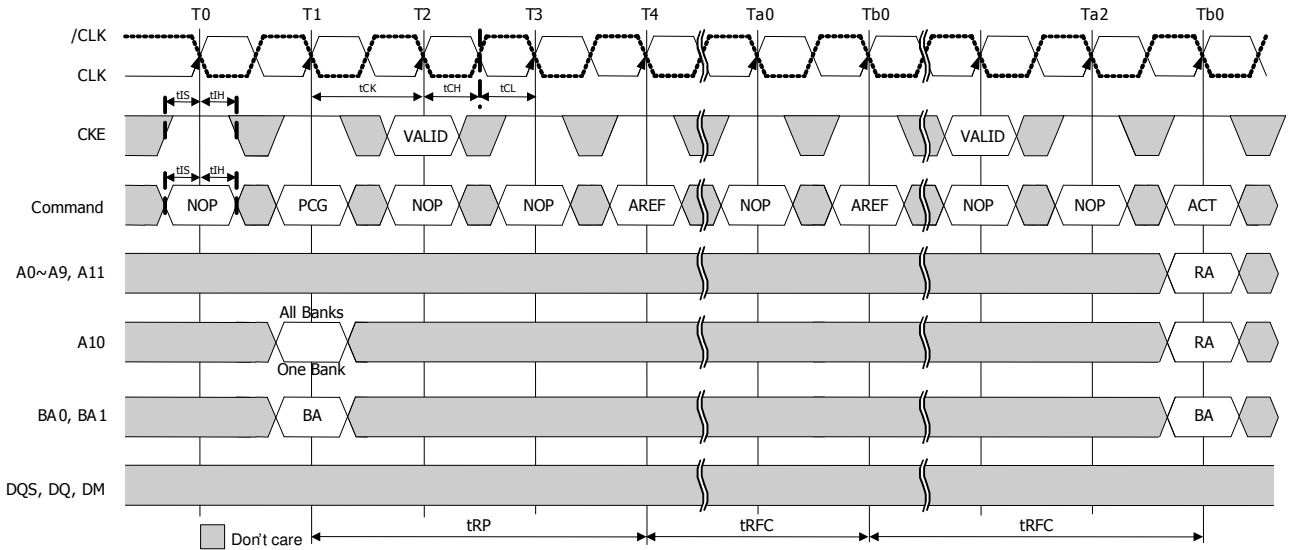 T0 T1 T2 T3 T4 Ta0 Tb0 Ta2 Tb0
/CLK
CLK
tCK tCH tCL
tIS tIH
CKE VALID VALID
tIS tIH
Command NOP PCG NOP NOP AREF NOP AREF NOP NOP ACT
A0~A9, A11 RA
All Banks
A10 RA
One Bank
BA0, BA1 BA BA
DQS, DQ, DM
Don't care tRP tRFC tRFC